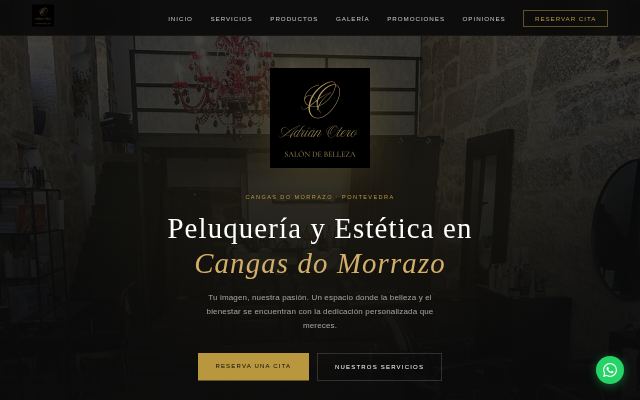 INICIO SERVICIOS PRODUCTOS GALERÍA PROMOCIONES OPINIONES RESERVAR CITA
Adrian Otero
SALÓN DE BELLEZA
CANGAS DO MORRAZO · PONTEVEDRA
Peluquería y Estética en
Cangas do Morrazo
Tu imagen, nuestra pasión. Un espacio donde la belleza y el
bienestar se encuentran con la dedicación personalizada que
mereces.
RESERVA UNA CITA NUESTROS SERVICIOS